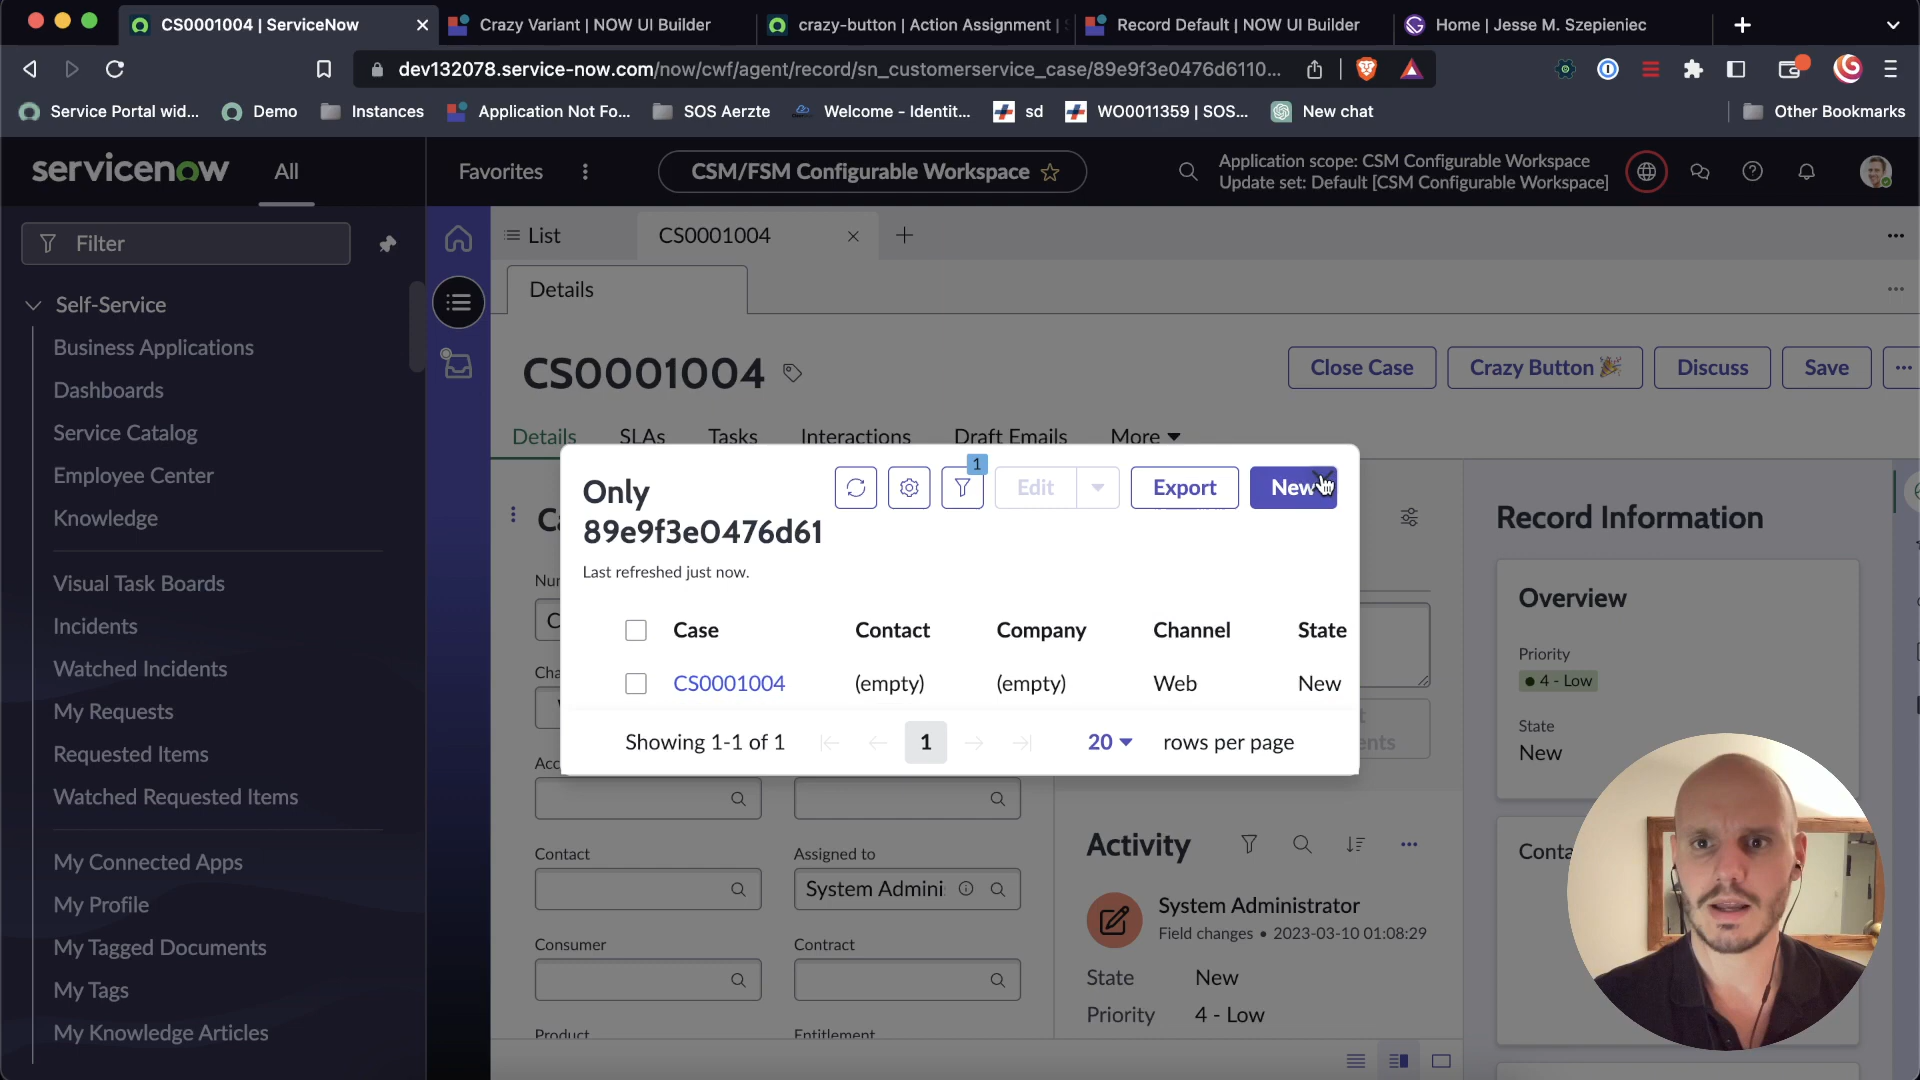 CS0001004 | ServiceNow
Crazy Variant | NOW UI Builder
crazy-button | Action Assignment |
Record Default | NOW UI Builder
Home | Jesse M. Szepieniec
dev132078.service-now.com/now/cwf/agent/record/sn_customerservice_case/89e9f3e0476d6110...
Service Portal wid...
Demo
Instances
Application Not Fo...
SOS Aerzte
Welcome - Identit...
sd
WO0011359 | SOS...
New chat
Other Bookmarks
servicenow
All
Favorites
CSM/FSM Configurable Workspace
Application scope: CSM Configurable Workspace
Update set: Default [CSM Configurable Workspace]
Filter
Self-Service
Business Applications
Dashboards
Service Catalog
Employee Center
Knowledge
Visual Task Boards
Incidents
Watched Incidents
My Requests
Requested Items
Watched Requested Items
My Connected Apps
My Profile
My Tagged Documents
My Tags
My Knowledge Articles
List
CS0001004
Details
CS0001004
Close Case
Crazy Button 🎉
Discuss
Save
Details
SLAs
Tasks
Interactions
Draft Emails
More
Only
89e9f3e0476d61
Last refreshed just now.
1
Edit
Export
New
Case
Contact
Company
Channel
State
CS0001004
(empty)
(empty)
Web
New
Showing 1-1 of 1
1
20
rows per page
Contact
Assigned to
System Admini
Consumer
Contract
Product
Entitlement
Activity
System Administrator
Field changes • 2023-03-10 01:08:29
State
New
Priority
4 - Low
Record Information
Overview
Priority
4 - Low
State
New